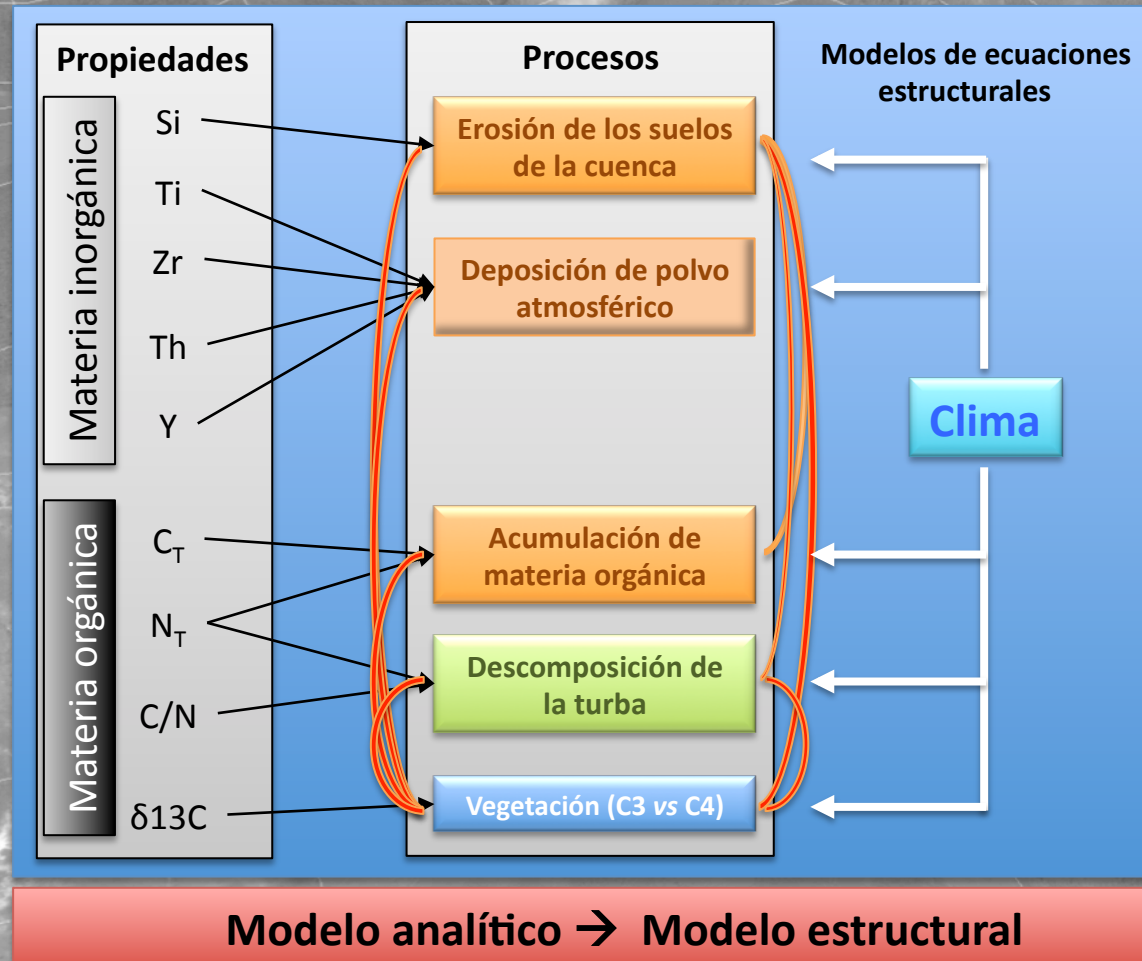 Propiedades
Materia inorgánica
Si
Ti
Zr
Th
Y
Materia orgánica
C_T
N_T
C/N
δ13C
Procesos
Erosión de los suelos
de la cuenca
Deposición de polvo
atmosférico
Acumulación de
materia orgánica
Descomposición de
la turba
Vegetación (C3 vs C4)
Modelos de ecuaciones
estructurales
Clima
Modelo analítico → Modelo estructural